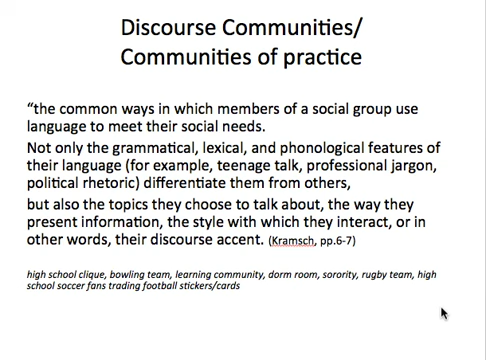 Discourse Communities/
Communities of practice
“the common ways in which members of a social group use
language to meet their social needs.
Not only the grammatical, lexical, and phonological features of
their language (for example, teenage talk, professional jargon,
political rhetoric) differentiate them from others,
but also the topics they choose to talk about, the way they
present information, the style with which they interact, or in
other words, their discourse accent. (Kramsch, pp.6-7)
high school clique, bowling team, learning community, dorm room, sorority, rugby team, high
school soccer fans trading football stickers/cards